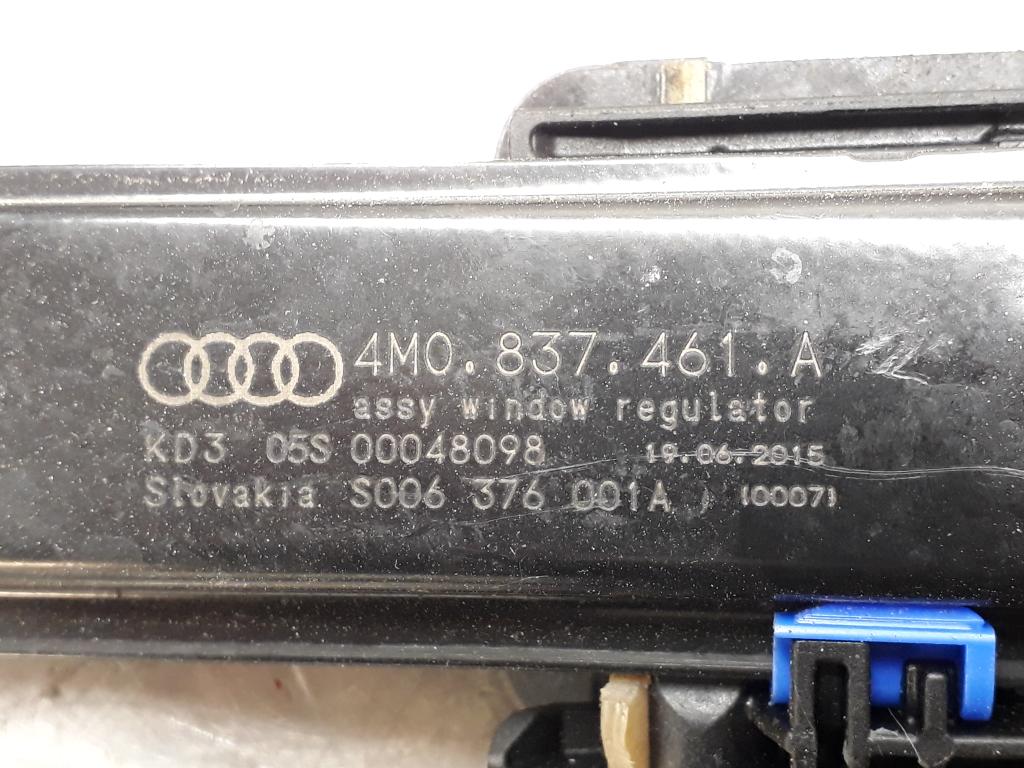 4M0.837.461.A
assy window regulator
KD3 05S 00048098 19.06.2015
Slovakia S006 376 001A / (0007)